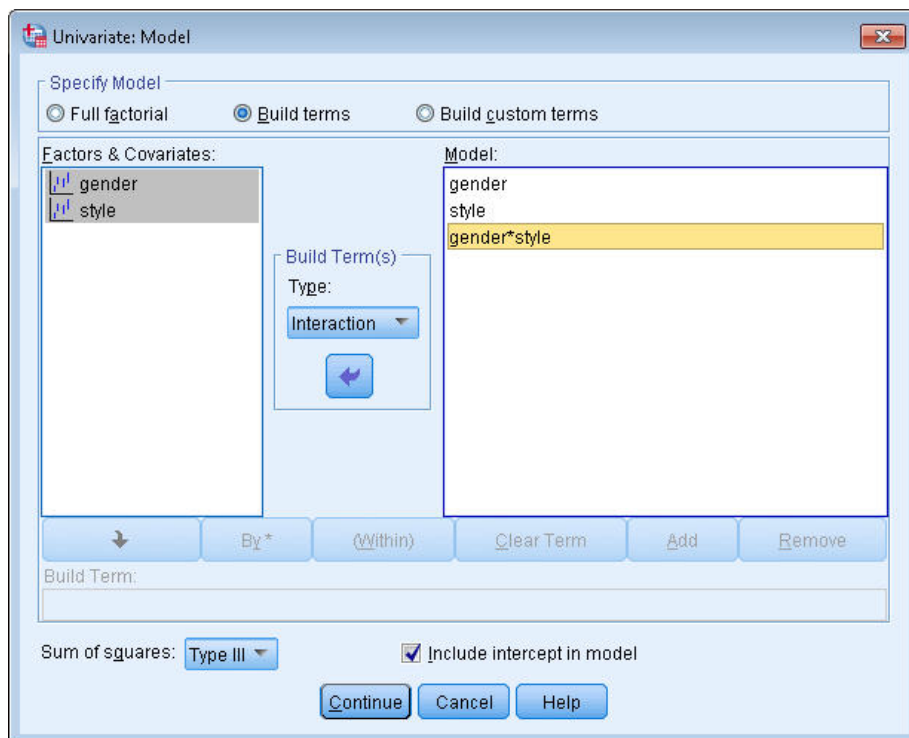 Univariate: Model
Specify Model
Full factorial
Build terms
Build custom terms
Factors & Covariates:
gender
style
Build Term(s)
Type:
Interaction
Model:
gender
style
gender*style
By *
(Within)
Clear Term
Add
Remove
Build Term:
Sum of squares: Type III
Include intercept in model
Continue
Cancel
Help